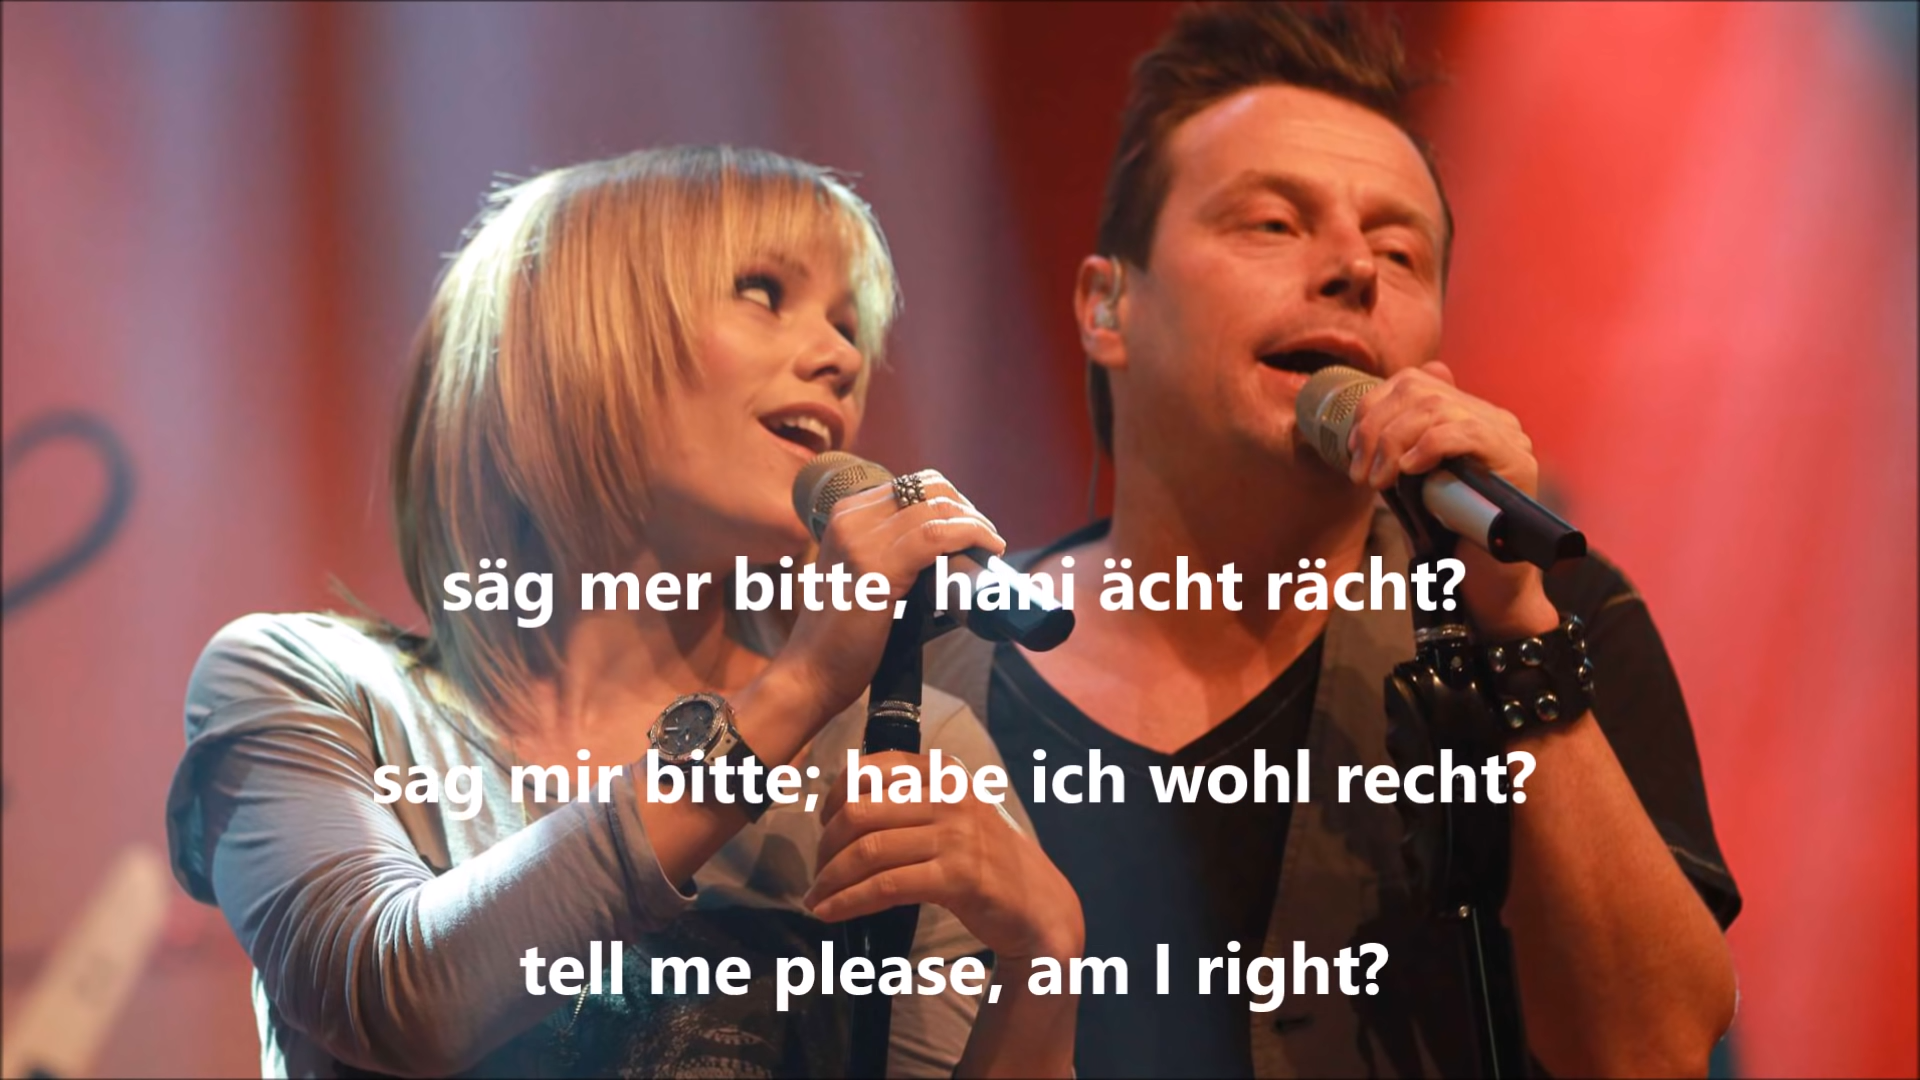 säg mer bitte, hani ächt rächt?
sag mir bitte; habe ich wohl recht?
tell me please, am I right?